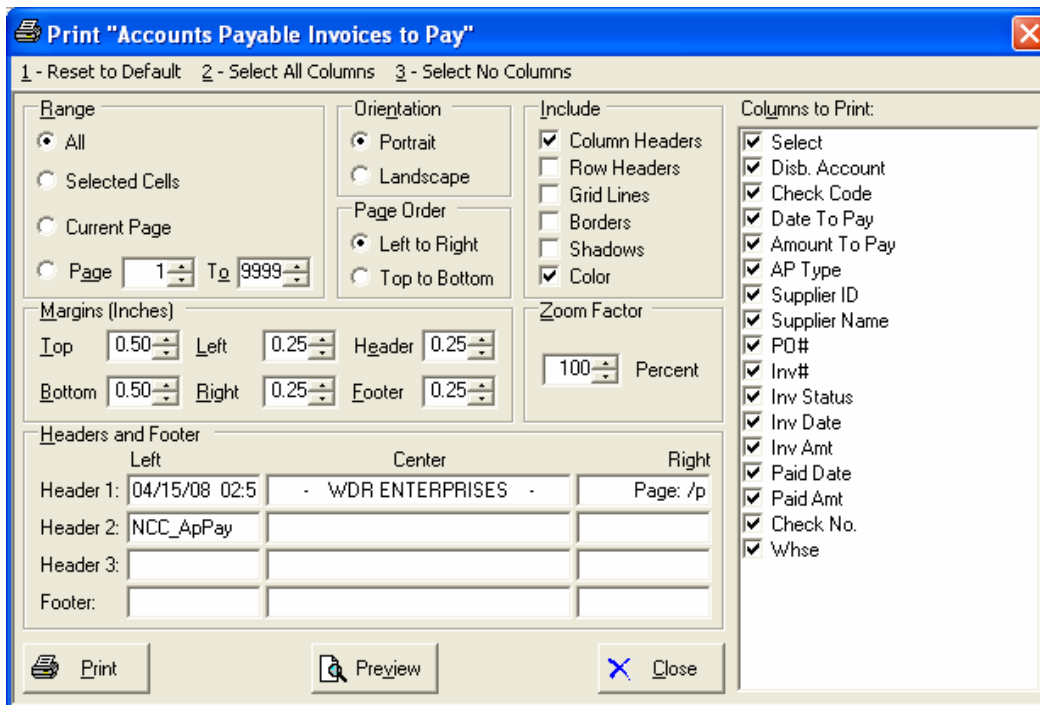 Print "Accounts Payable Invoices to Pay"
1 - Reset to Default 2 - Select All Columns 3 - Select No Columns
Range
All
Selected Cells
Current Page
Page 1 To 9999
Orientation
Portrait
Landscape
Page Order
Left to Right
Top to Bottom
Include
Column Headers
Row Headers
Grid Lines
Borders
Shadows
Color
Margins (Inches)
Top 0.50 Left 0.25 Header 0.25
Bottom 0.50 Right 0.25 Footer 0.25
Zoom Factor
100 Percent
Headers and Footer
Left Center Right
Header 1: 04/15/08 02:5 - WDR ENTERPRISES - Page: /p
Header 2: NCC_ApPay
Header 3:
Footer:
Print Preview Close
Columns to Print:
Select
Disb. Account
Check Code
Date To Pay
Amount To Pay
AP Type
Supplier ID
Supplier Name
PO#
Inv#
Inv Status
Inv Date
Inv Amt
Paid Date
Paid Amt
Check No.
Whse